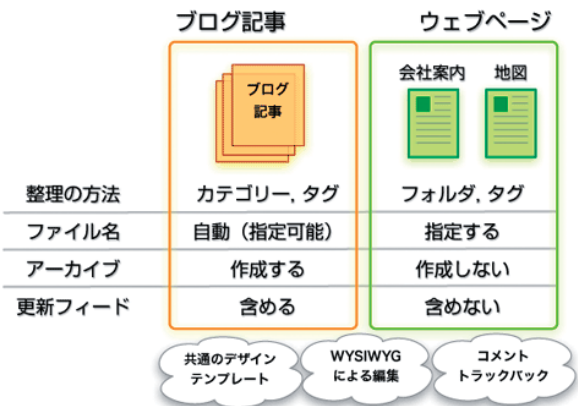 ブログ記事 ウェブページ
ブログ
記事
会社案内 地図
整理の方法 カテゴリー, タグ フォルダ, タグ
ファイル名 自動（指定可能） 指定する
アーカイブ 作成する 作成しない
更新フィード 含める 含めない
共通のデザイン
テンプレート
WYSIWYG
による編集
コメント
トラックバック